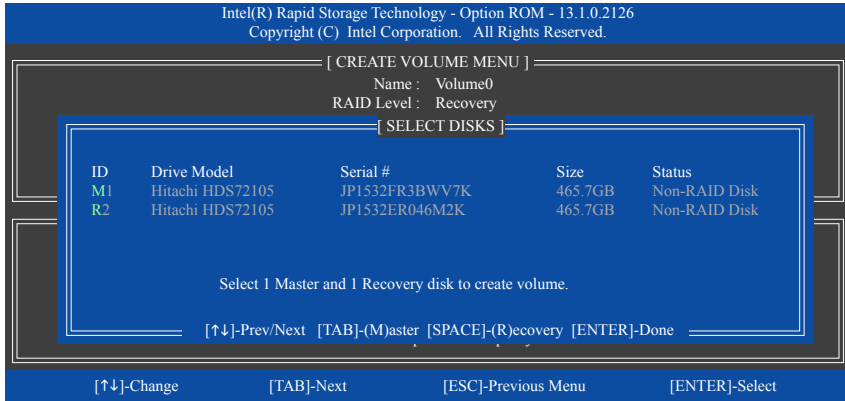 Intel(R) Rapid Storage Technology - Option ROM - 13.1.0.2126
Copyright (C) Intel Corporation. All Rights Reserved.
[ CREATE VOLUME MENU ]
Name : Volume0
RAID Level : Recovery
[ SELECT DISKS ]
ID Drive Model Serial # Size Status
M1 Hitachi HDS72105 JP1532FR3BWV7K 465.7GB Non-RAID Disk
R2 Hitachi HDS72105 JP1532ER046M2K 465.7GB Non-RAID Disk
Select 1 Master and 1 Recovery disk to create volume.
[↑↓]-Prev/Next [TAB]-(M)aster [SPACE]-(R)ecovery [ENTER]-Done
[↑↓]-Change [TAB]-Next [ESC]-Previous Menu [ENTER]-Select